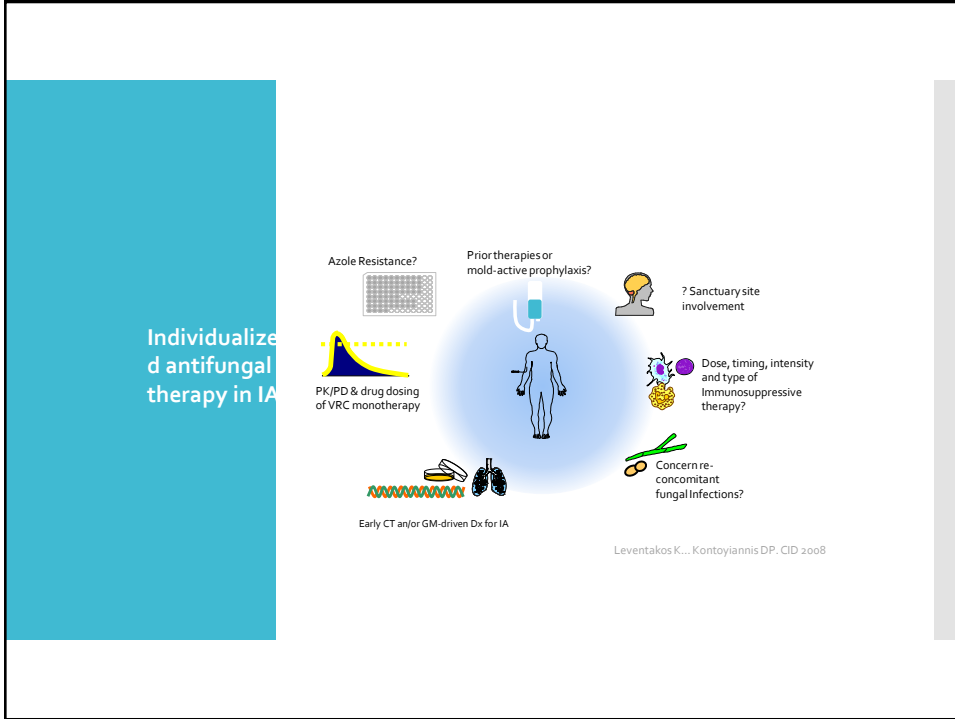 Individualize
d antifungal
therapy in IA
Azole Resistance?
Prior therapies or
mold-active prophylaxis?
? Sanctuary site
involvement
PK/PD & drug dosing
of VRC monotherapy
Dose, timing, intensity
and type of
Immunosuppressive
therapy?
Concern re-
concomitant
fungal Infections?
Early CT an/or GM-driven Dx for IA
Leventakos K... Kontoyiannis DP. CID 2008